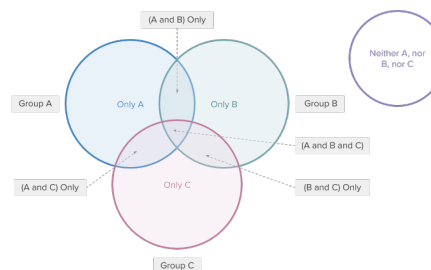 (A and B) Only
Neither A, nor
B, nor C
Group A
Only A
Only B
Group B
(A and B and C)
(A and C) Only
Only C
(B and C) Only
Group C